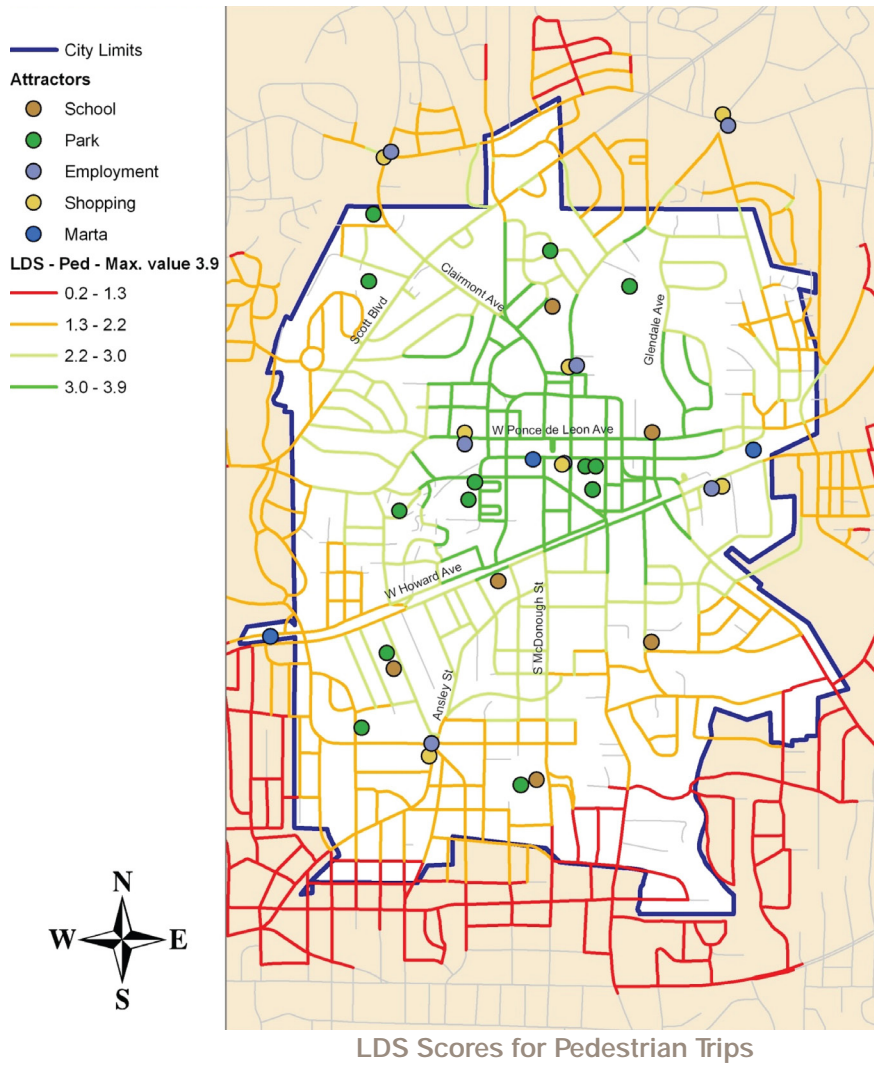 City Limits
Attractors
School
Park
Employment
Shopping
Marta
LDS - Ped - Max. value 3.9
0.2 - 1.3
1.3 - 2.2
2.2 - 3.0
3.0 - 3.9
Clairmont Ave
Scott Blvd
Glendale Ave
W Ponce de Leon Ave
W Howard Ave
S McDonough St
Ansley St
N
W
E
S
LDS Scores for Pedestrian Trips